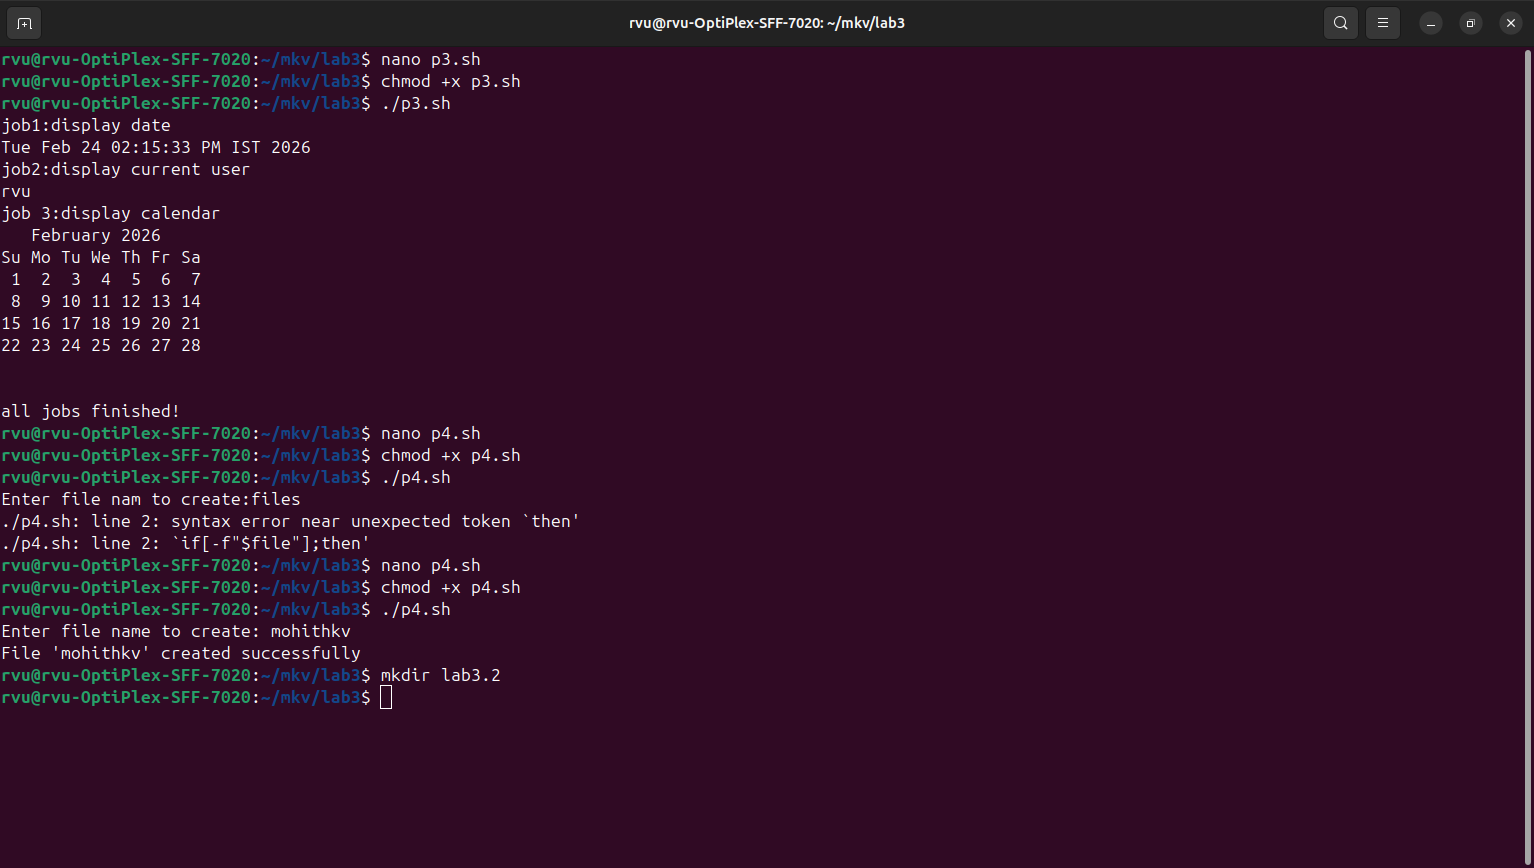 rvu@rvu-OptiPlex-SFF-7020: ~/mkv/lab3
rvu@rvu-OptiPlex-SFF-7020:~/mkv/lab3$ nano p3.sh
rvu@rvu-OptiPlex-SFF-7020:~/mkv/lab3$ chmod +x p3.sh
rvu@rvu-OptiPlex-SFF-7020:~/mkv/lab3$ ./p3.sh
job1:display date
Tue Feb 24 02:15:33 PM IST 2026
job2:display current user
rvu
job 3:display calendar
   February 2026
Su Mo Tu We Th Fr Sa
 1  2  3  4  5  6  7
 8  9 10 11 12 13 14
15 16 17 18 19 20 21
22 23 24 25 26 27 28
all jobs finished!
rvu@rvu-OptiPlex-SFF-7020:~/mkv/lab3$ nano p4.sh
rvu@rvu-OptiPlex-SFF-7020:~/mkv/lab3$ chmod +x p4.sh
rvu@rvu-OptiPlex-SFF-7020:~/mkv/lab3$ ./p4.sh
Enter file nam to create:files
./p4.sh: line 2: syntax error near unexpected token `then'
./p4.sh: line 2: `if[-f"$file"];then'
rvu@rvu-OptiPlex-SFF-7020:~/mkv/lab3$ nano p4.sh
rvu@rvu-OptiPlex-SFF-7020:~/mkv/lab3$ chmod +x p4.sh
rvu@rvu-OptiPlex-SFF-7020:~/mkv/lab3$ ./p4.sh
Enter file name to create: mohithkv
File 'mohithkv' created successfully
rvu@rvu-OptiPlex-SFF-7020:~/mkv/lab3$ mkdir lab3.2
rvu@rvu-OptiPlex-SFF-7020:~/mkv/lab3$